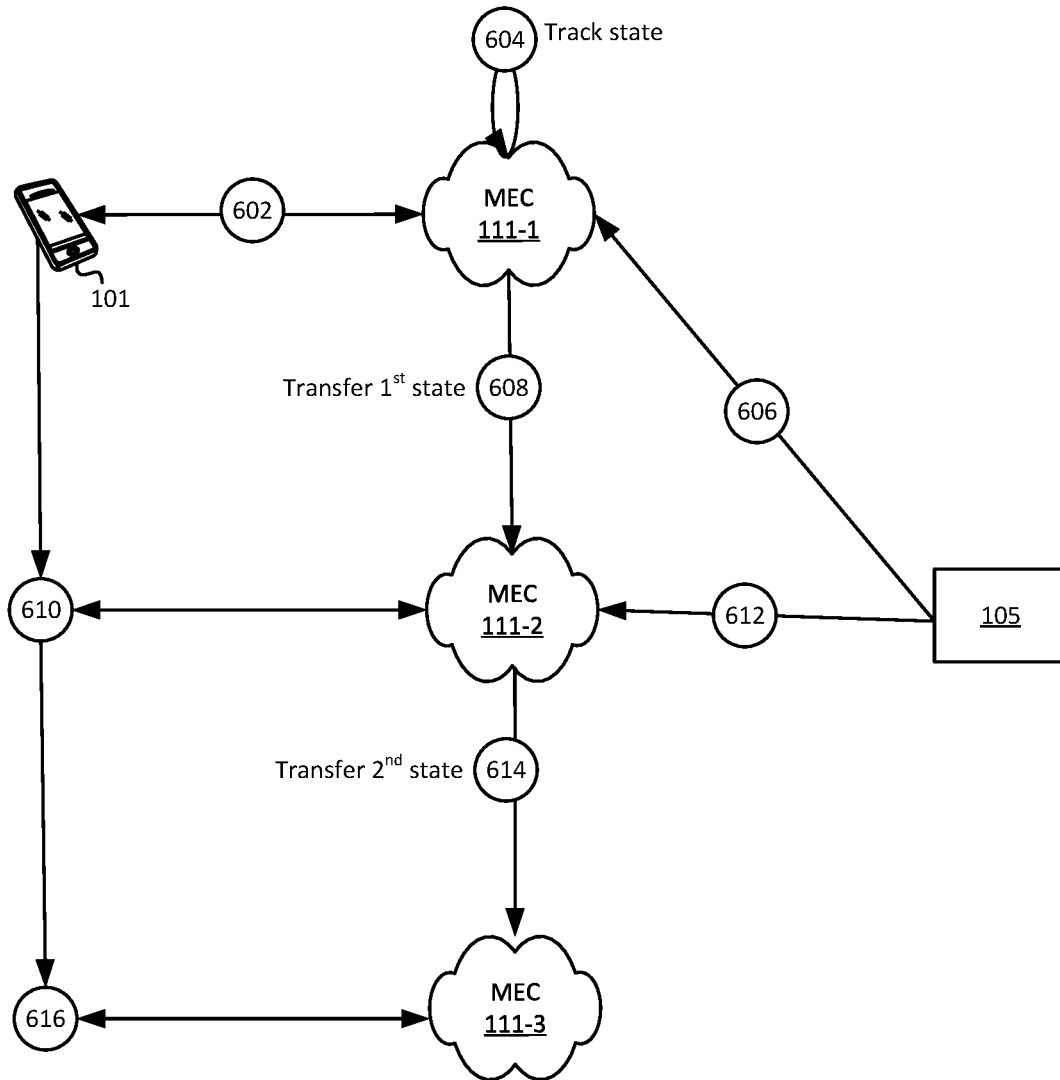 604 Track state
MEC
111-1
602
101
Transfer 1st state 608
606
610
MEC
111-2
612
105
Transfer 2nd state 614
616
MEC
111-3